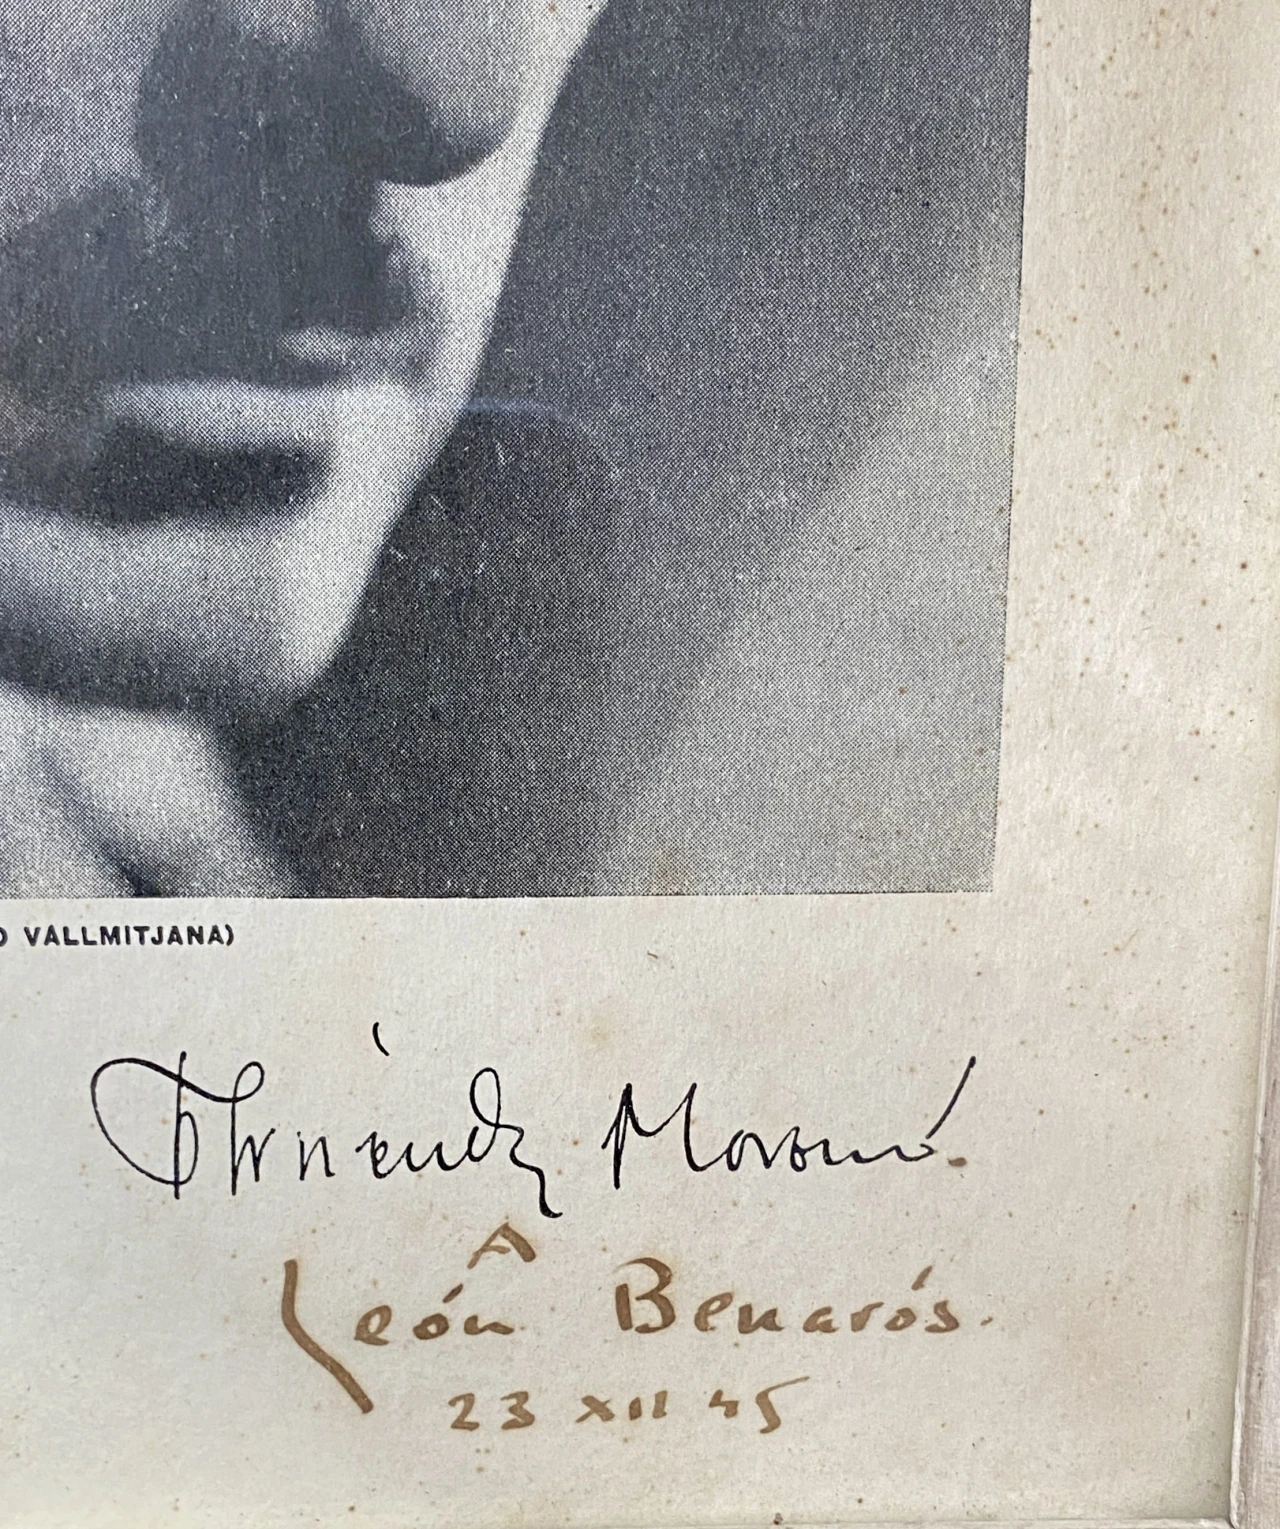 VALLMITJANA)
Fernández Moreno
A
León Benarós.
23 XII 45